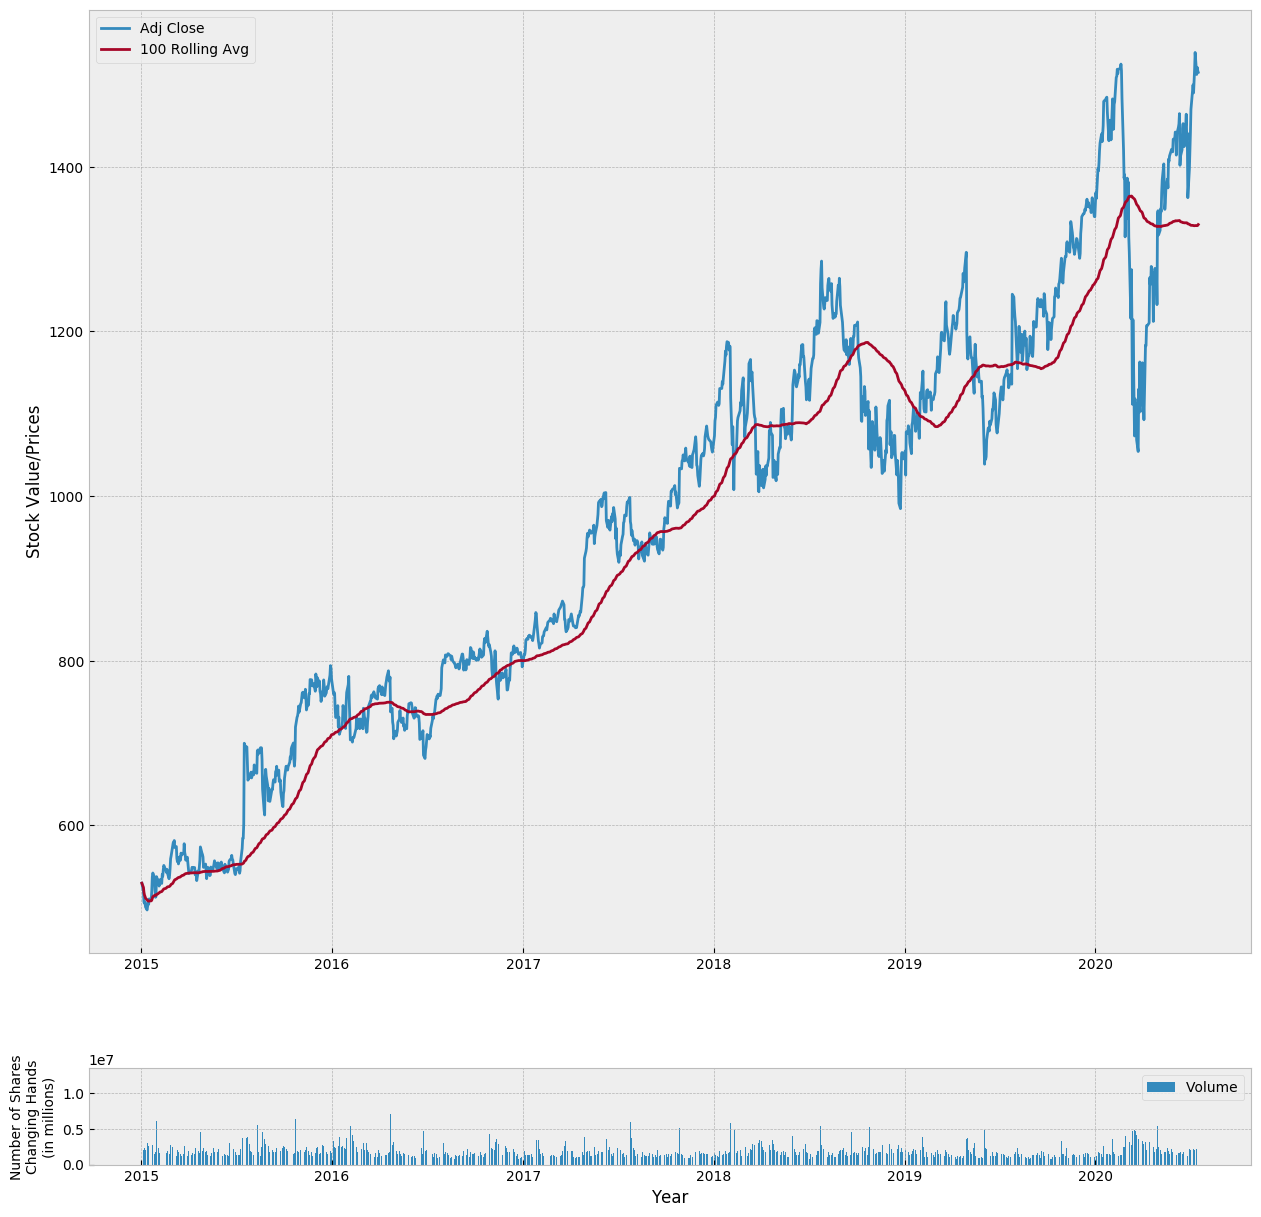 Adj Close
100 Rolling Avg
Stock Value/Prices
1400
1200
1000
800
600
2015 2016 2017 2018 2019 2020
1e7
Number of Shares
Changing Hands
(in millions)
1.0
0.5
0.0
Volume
2015 2016 2017 2018 2019 2020
Year